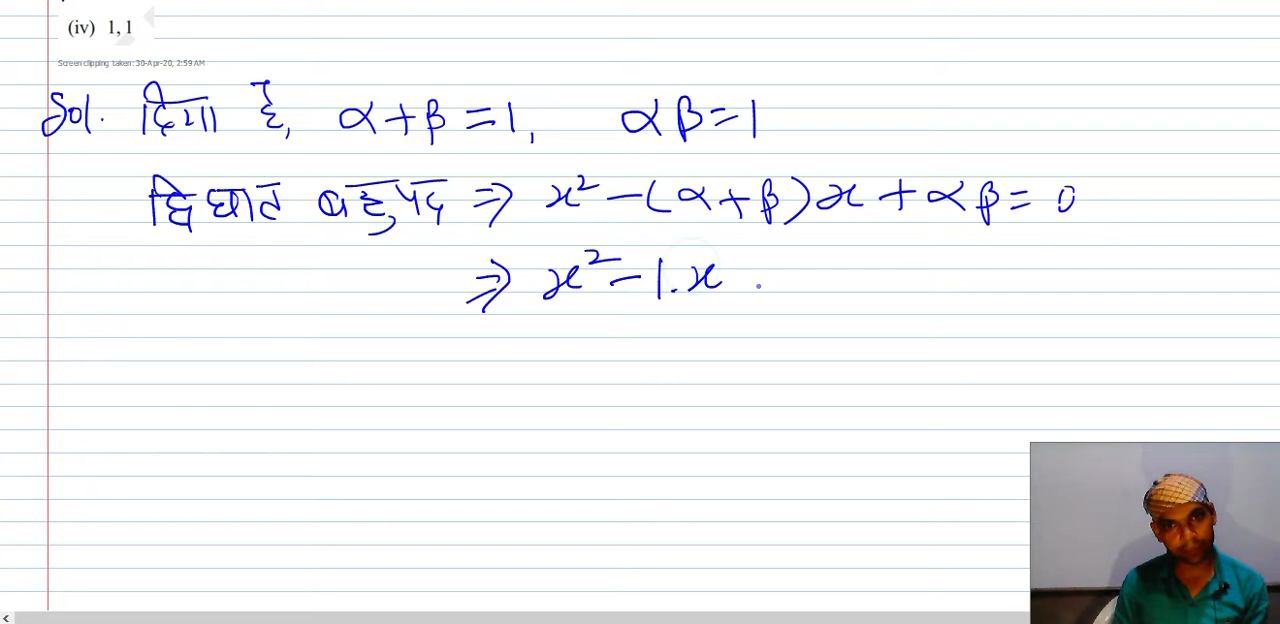 (iv) 1, 1
Screen clipping taken: 30-Apr-20, 2:59 AM
Sol. दिया है, α + β = 1, αβ = 1
द्विघात बहुपद ⇒ x² - (α + β)x + αβ = 0
⇒ x² - 1.x